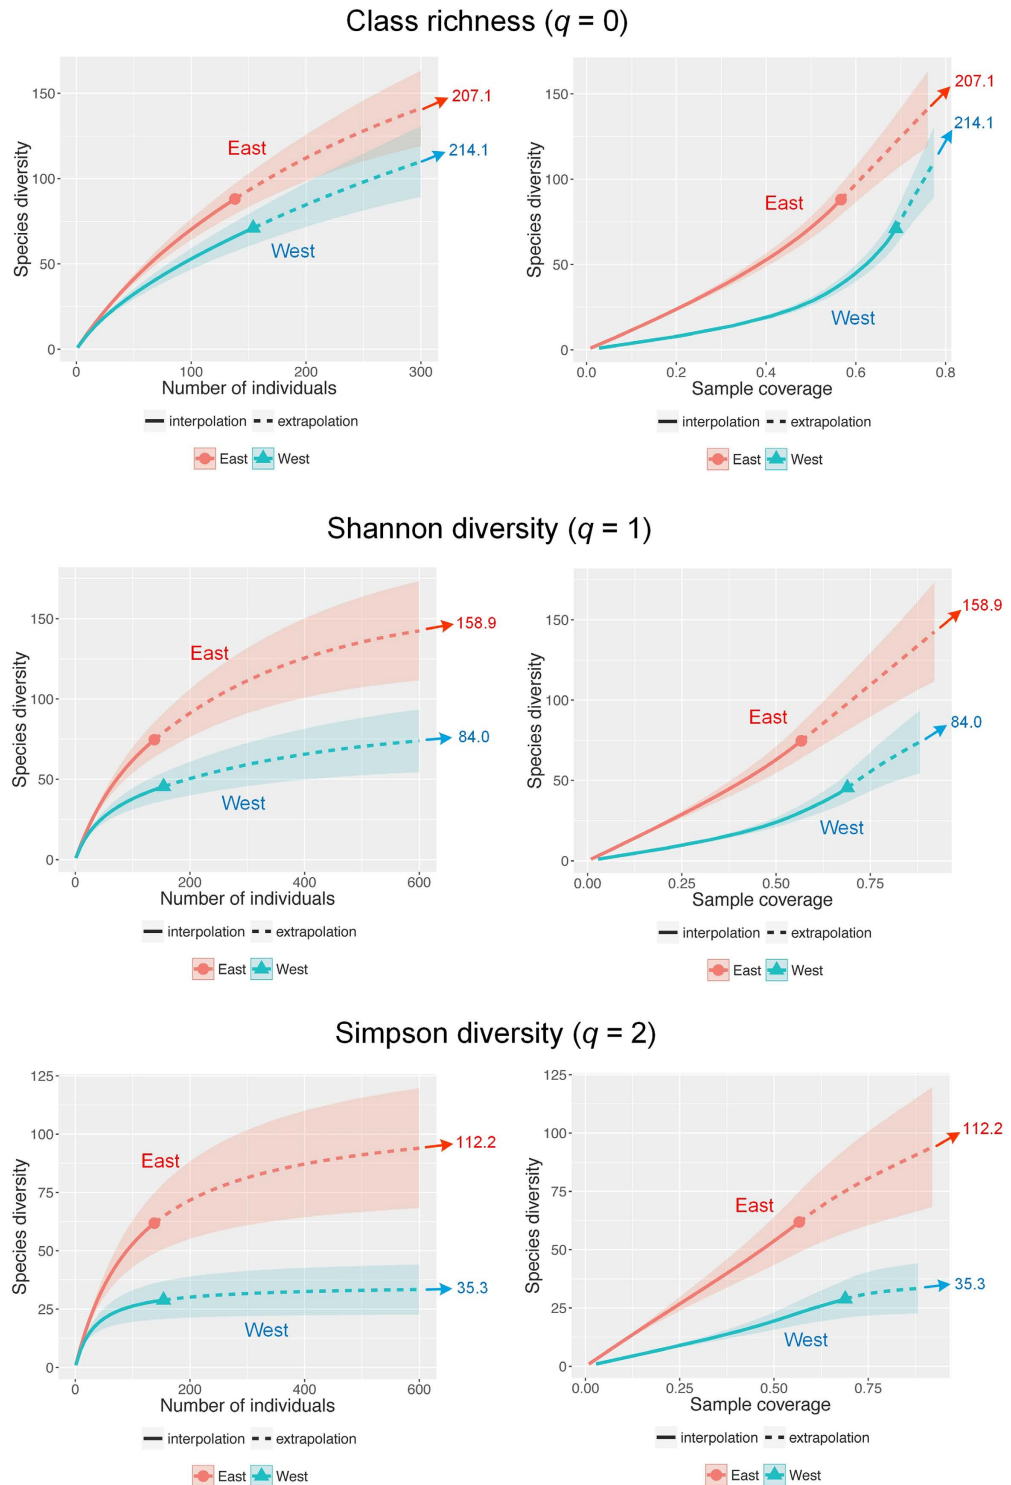 Class richness (q = 0)
Species diversity
150
100
50
0
East
West
207.1
214.1
0 100 200 300
Number of individuals
interpolation extrapolation
East West
Species diversity
150
100
50
0
East
West
207.1
214.1
0.0 0.2 0.4 0.6 0.8
Sample coverage
interpolation extrapolation
East West
Shannon diversity (q = 1)
Species diversity
150
100
50
0
East
West
158.9
84.0
0 200 400 600
Number of individuals
interpolation extrapolation
East West
Species diversity
150
100
50
0
East
West
158.9
84.0
0.00 0.25 0.50 0.75
Sample coverage
interpolation extrapolation
East West
Simpson diversity (q = 2)
Species diversity
125
100
75
50
25
0
East
West
112.2
35.3
0 200 400 600
Number of individuals
interpolation extrapolation
East West
Species diversity
125
100
75
50
25
0
East
West
112.2
35.3
0.00 0.25 0.50 0.75
Sample coverage
interpolation extrapolation
East West